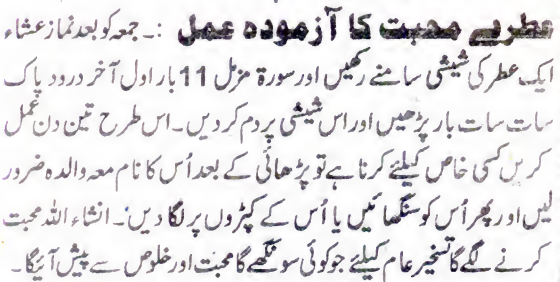 عطر سے محبت کا آزمودہ عمل :۔ جمعہ کو بعد نماز عشاء
ایک عطر کی شیشی سامنے رکھیں اور سورۃ مزمل 11 بار اول آخر درود پاک
سات سات بار پڑھیں اور اس شیشی پر دم کر دیں۔ اس طرح تین دن عمل
کریں کسی خاص کیلئے کرنا ہے تو پڑھائی کے بعد اُس کا نام معہ والدہ ضرور
لیں اور پھر اُس کو سنگھائیں یا اُس کے کپڑوں پر لگا دیں۔ انشاء اللہ محبت
کرنے لگے گا تسخیر عام کیلئے جو کوئی سونگھے گا محبت اور خلوص سے پیش آئیگا۔